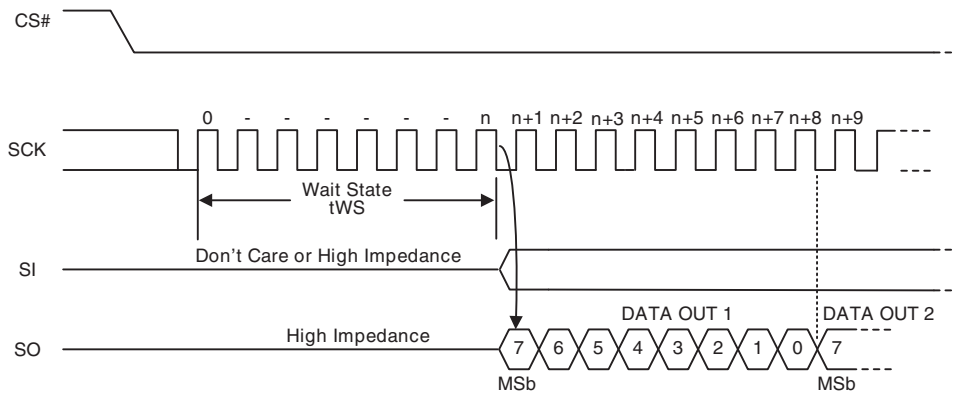 CS#
0 - - - - - - n n+1 n+2 n+3 n+4 n+5 n+6 n+7 n+8 n+9
SCK
Wait State
tWS
Don't Care or High Impedance
SI
DATA OUT 1 DATA OUT 2
High Impedance
SO 7 6 5 4 3 2 1 0 7
MSb MSb